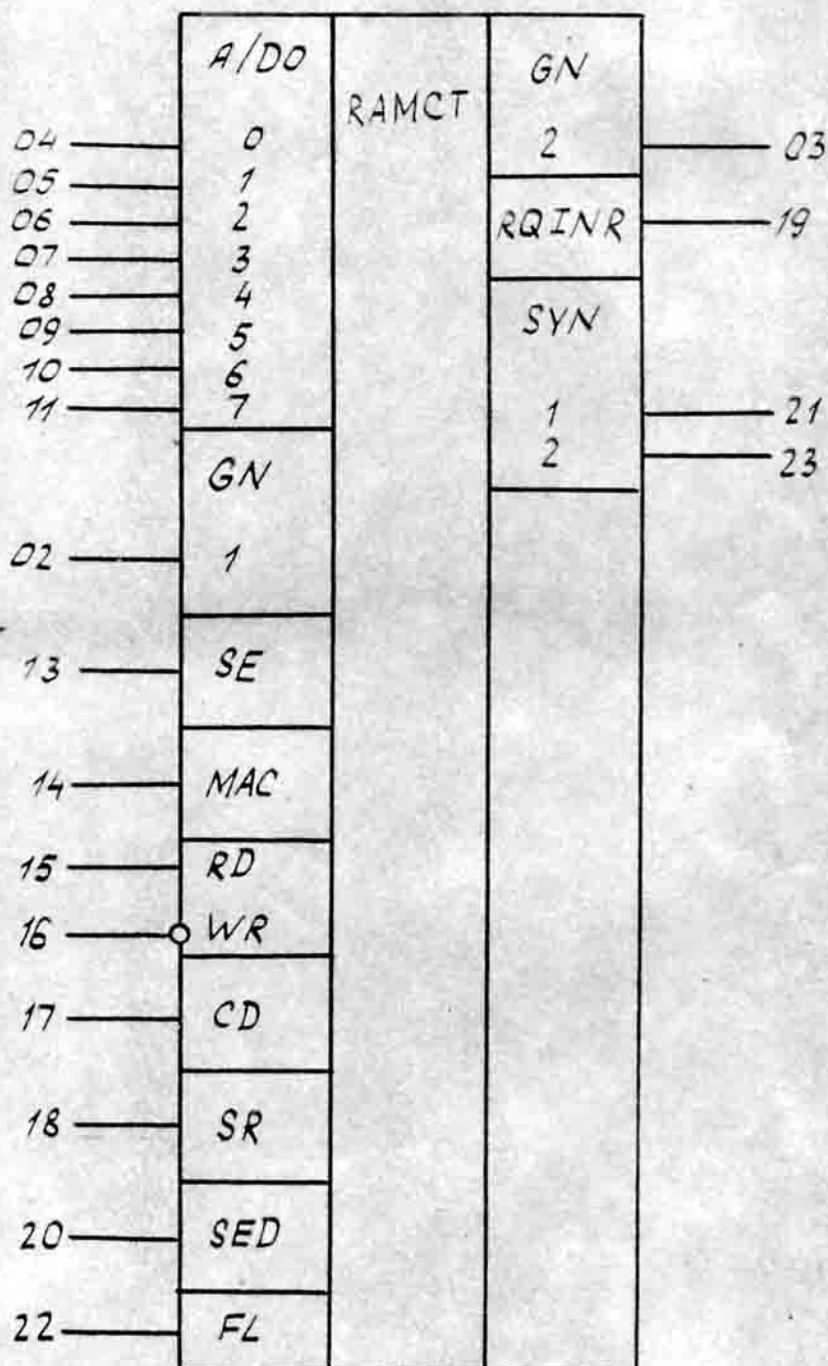 A/DO RAMCT GN
04 0 2 03
05 1
06 2 RQINR 19
07 3
08 4
09 5 SYN
10 6
11 7 1 21
2 23
GN
02 1
13 SE
14 MAC
15 RD
16 WR
17 CD
18 SR
20 SED
22 FL